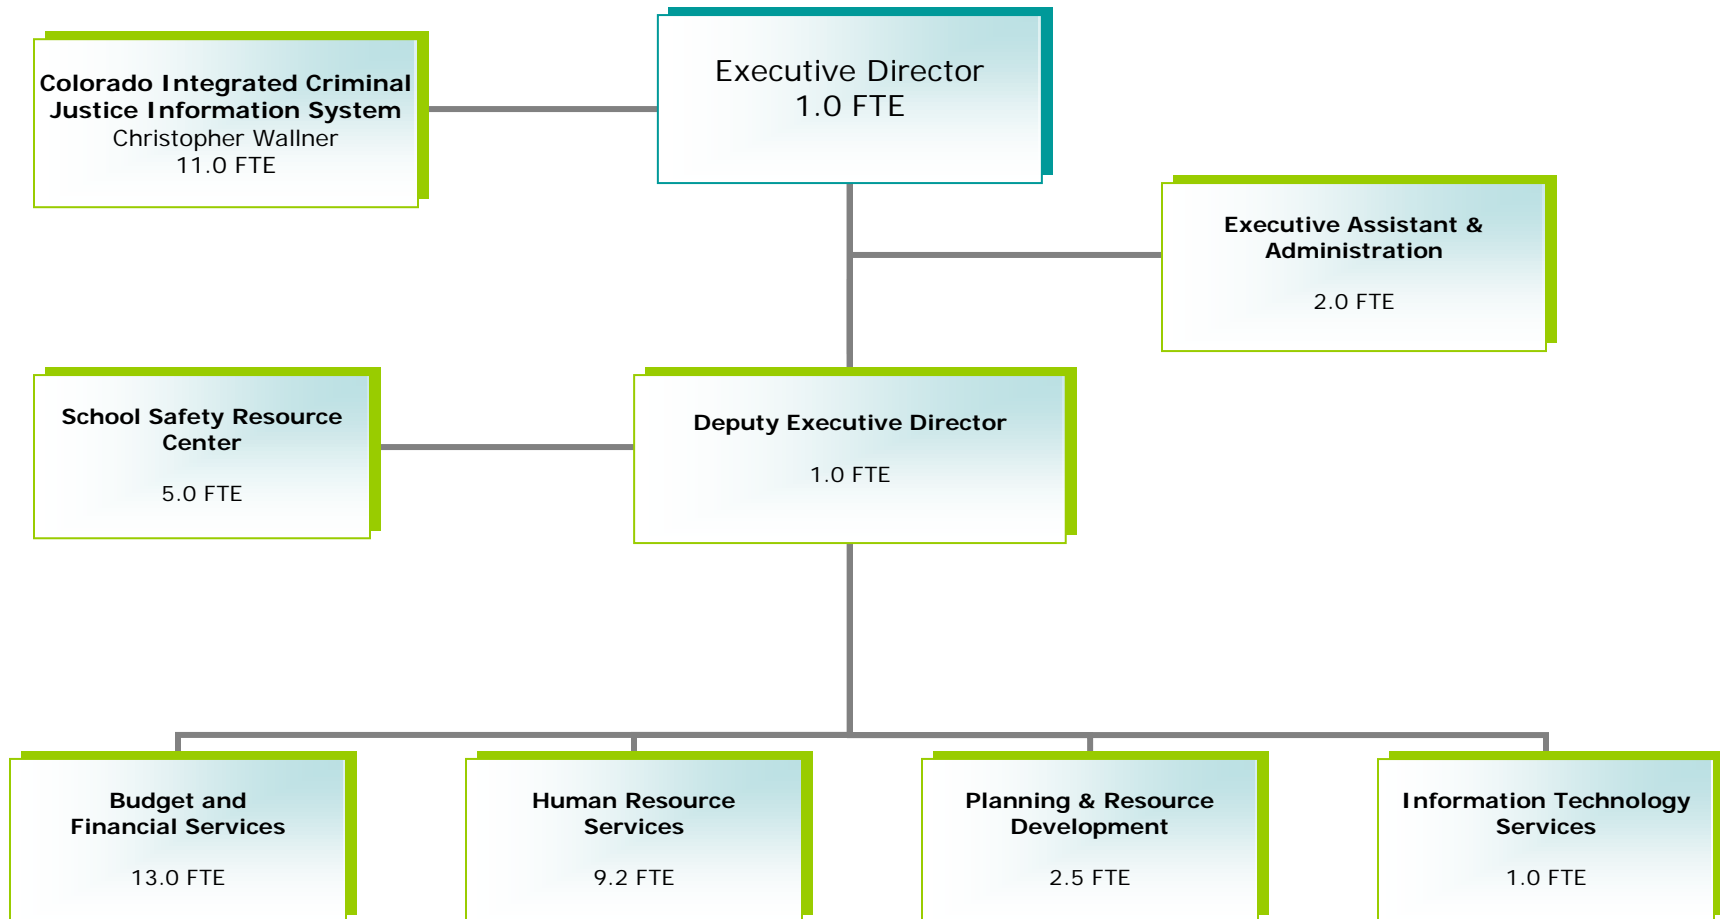 Executive Director
1.0 FTE
Colorado Integrated Criminal
Justice Information System
Christopher Wallner
11.0 FTE
Executive Assistant &
Administration
2.0 FTE
School Safety Resource
Center
5.0 FTE
Deputy Executive Director
1.0 FTE
Budget and
Financial Services
13.0 FTE
Human Resource
Services
9.2 FTE
Planning & Resource
Development
2.5 FTE
Information Technology
Services
1.0 FTE